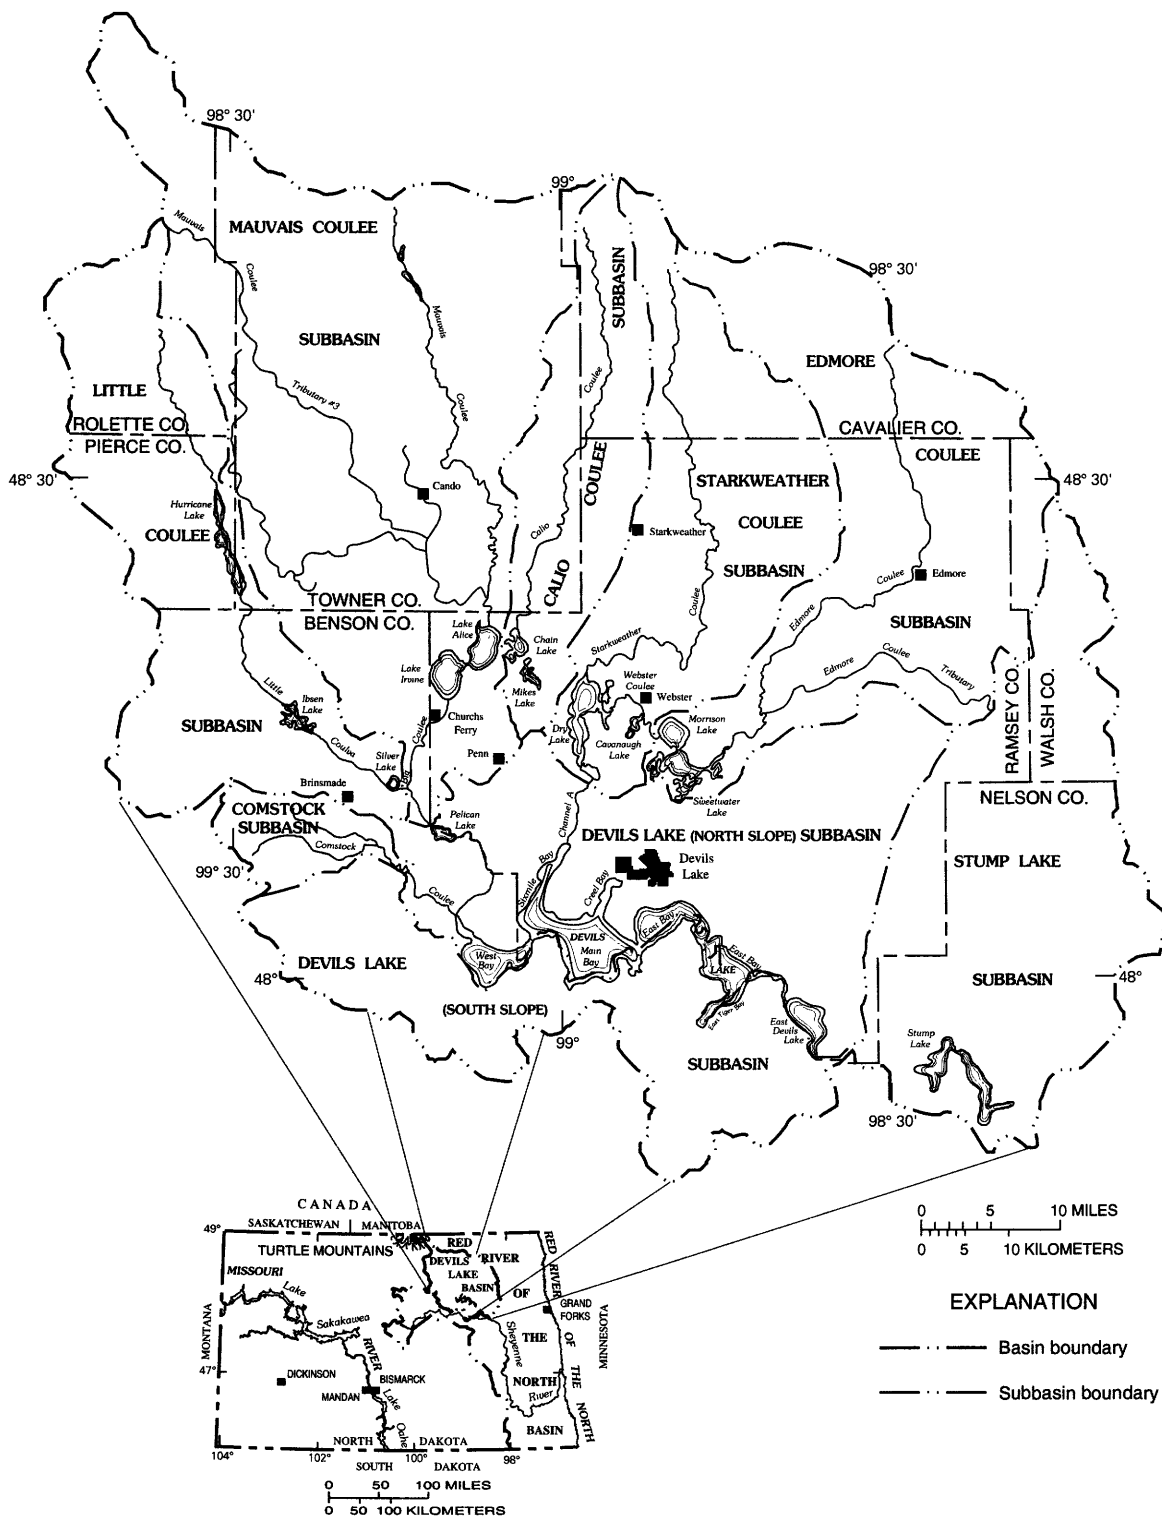 98° 30'
99°
Mauvais
MAUVAIS COULEE
SUBBASIN
Coulee
98° 30'
Mauvais
SUBBASIN
EDMORE
LITTLE
Tributary #3
Coulee
Coulee
ROLETTE CO.
PIERCE CO.
CAVALIER CO.
COULEE
COULEE
48° 30'
Cando
STARKWEATHER
48° 30'
Hurricane
Lake
COULEE
Calio
Starkweather
COULEE
CALIO
SUBBASIN
Coulee
Edmore
TOWNER CO.
BENSON CO.
Coulee
Edmore
SUBBASIN
Lake
Alice
Chain
Lake
Starkweather
Edmore
Coulee
Tributary
Lake
Irvine
Mikes
Lake
Webster
Coulee
Webster
Little
Ibsen
Lake
SUBBASIN
Churchs
Ferry
Coulee
Morrison
Lake
Dry
Lake
Cavanaugh
Lake
RAMSEY CO.
WALSH CO.
Coulva
Silver
Lake
Big
Penn
Brinsmade
NELSON CO.
COMSTOCK
SUBBASIN
Pelican
Lake
Channel A
Sweetwater
Lake
DEVILS LAKE (NORTH SLOPE) SUBBASIN
Comstock
99° 30'
Devils
Lake
STUMP LAKE
Coulee
Sixmile Bay
Creel Bay
East Bay
DEVILS
Main
Bay
West
Bay
DEVILS LAKE
East Bay
LAKE
48°
SUBBASIN
48°
(SOUTH SLOPE)
East Tiger Bay
East
Devils
Lake
99°
Stump
Lake
SUBBASIN
98° 30'
CANADA
SASKATCHEWAN
MANITOBA
49°
TURTLE MOUNTAINS
RED
RIVER
OF
THE
NORTH
BASIN
DEVILS
LAKE
BASIN
RED RIVER OF THE NORTH
MISSOURI
Lake
Sakakawea
RIVER
GRAND
FORKS
MONTANA
MINNESOTA
Sheyenne
River
47°
DICKINSON
BISMARCK
MANDAN
Lake
Oahe
NORTH DAKOTA
SOUTH DAKOTA
104°
102°
100°
98°
0 50 100 MILES
0 50 100 KILOMETERS
0 5 10 MILES
0 5 10 KILOMETERS
EXPLANATION
Basin boundary
Subbasin boundary